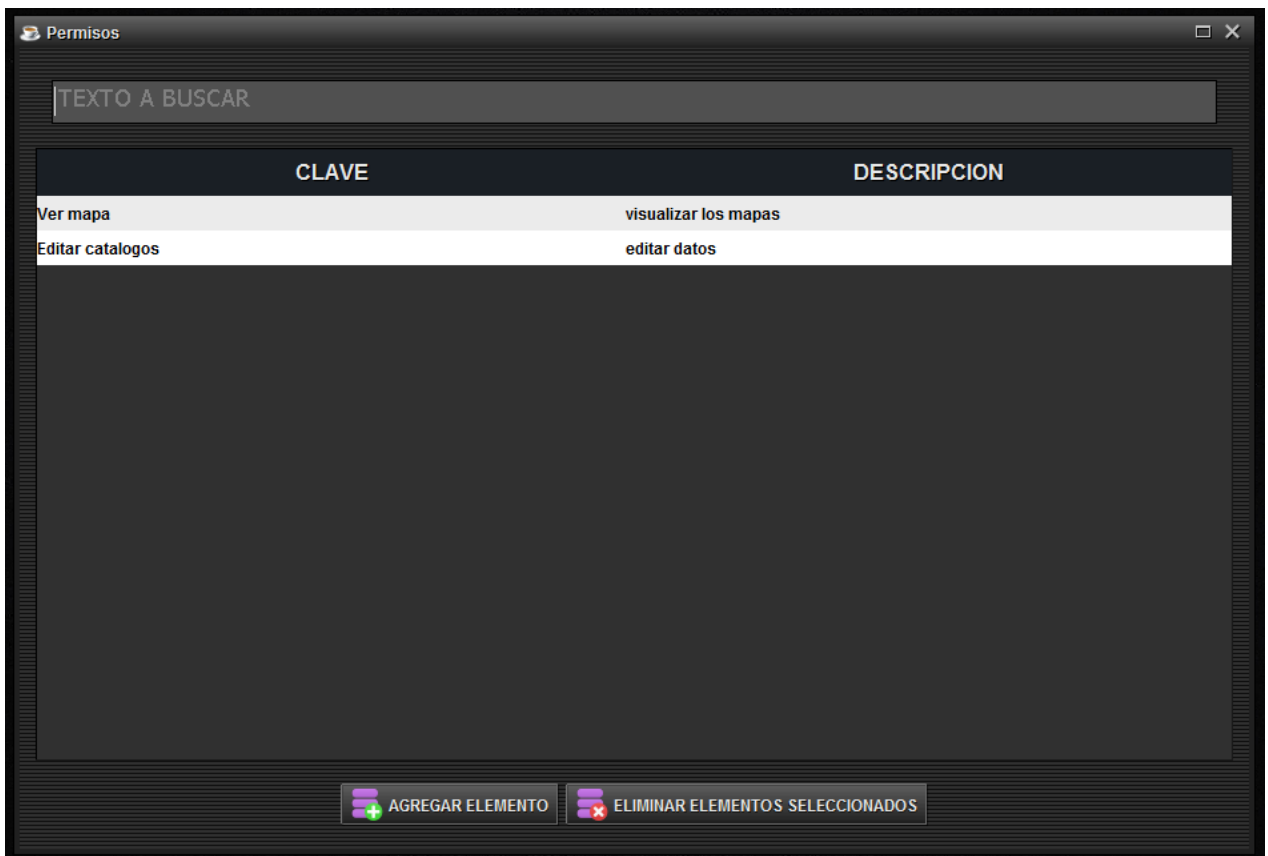 Permisos
TEXTO A BUSCAR
CLAVE DESCRIPCION
Ver mapa visualizar los mapas
Editar catalogos editar datos
AGREGAR ELEMENTO ELIMINAR ELEMENTOS SELECCIONADOS